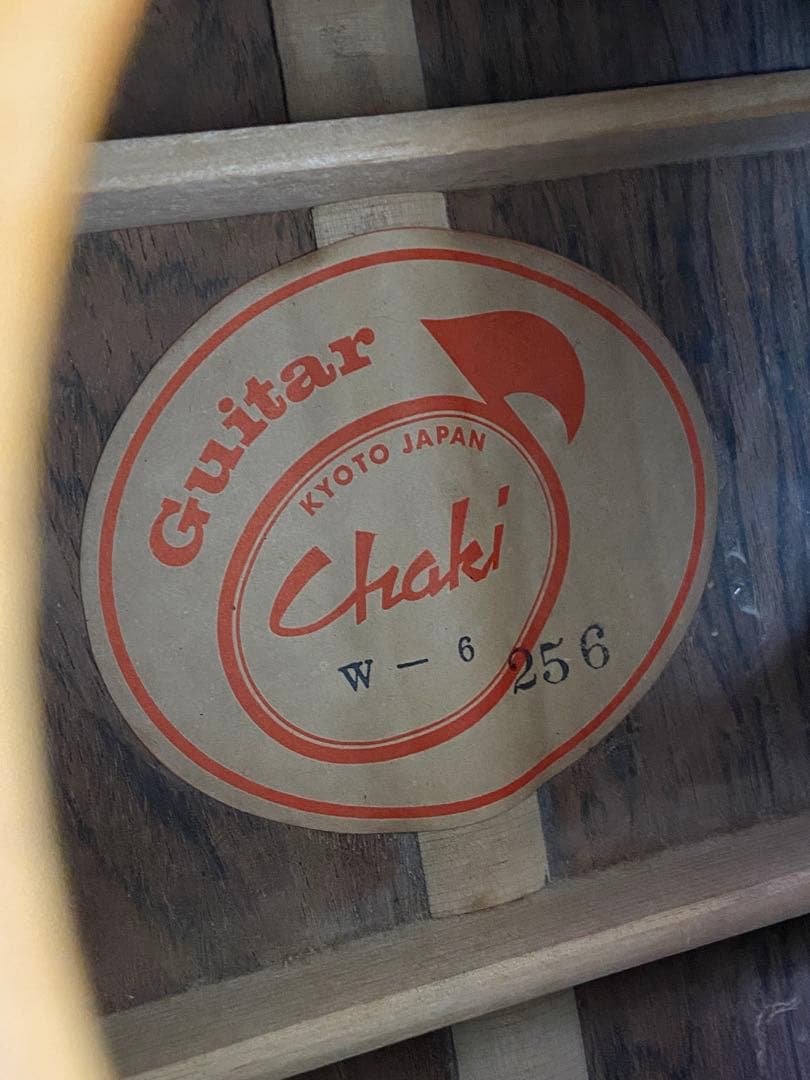 Guitar
KYOTO JAPAN
Chaki
W - 6 256